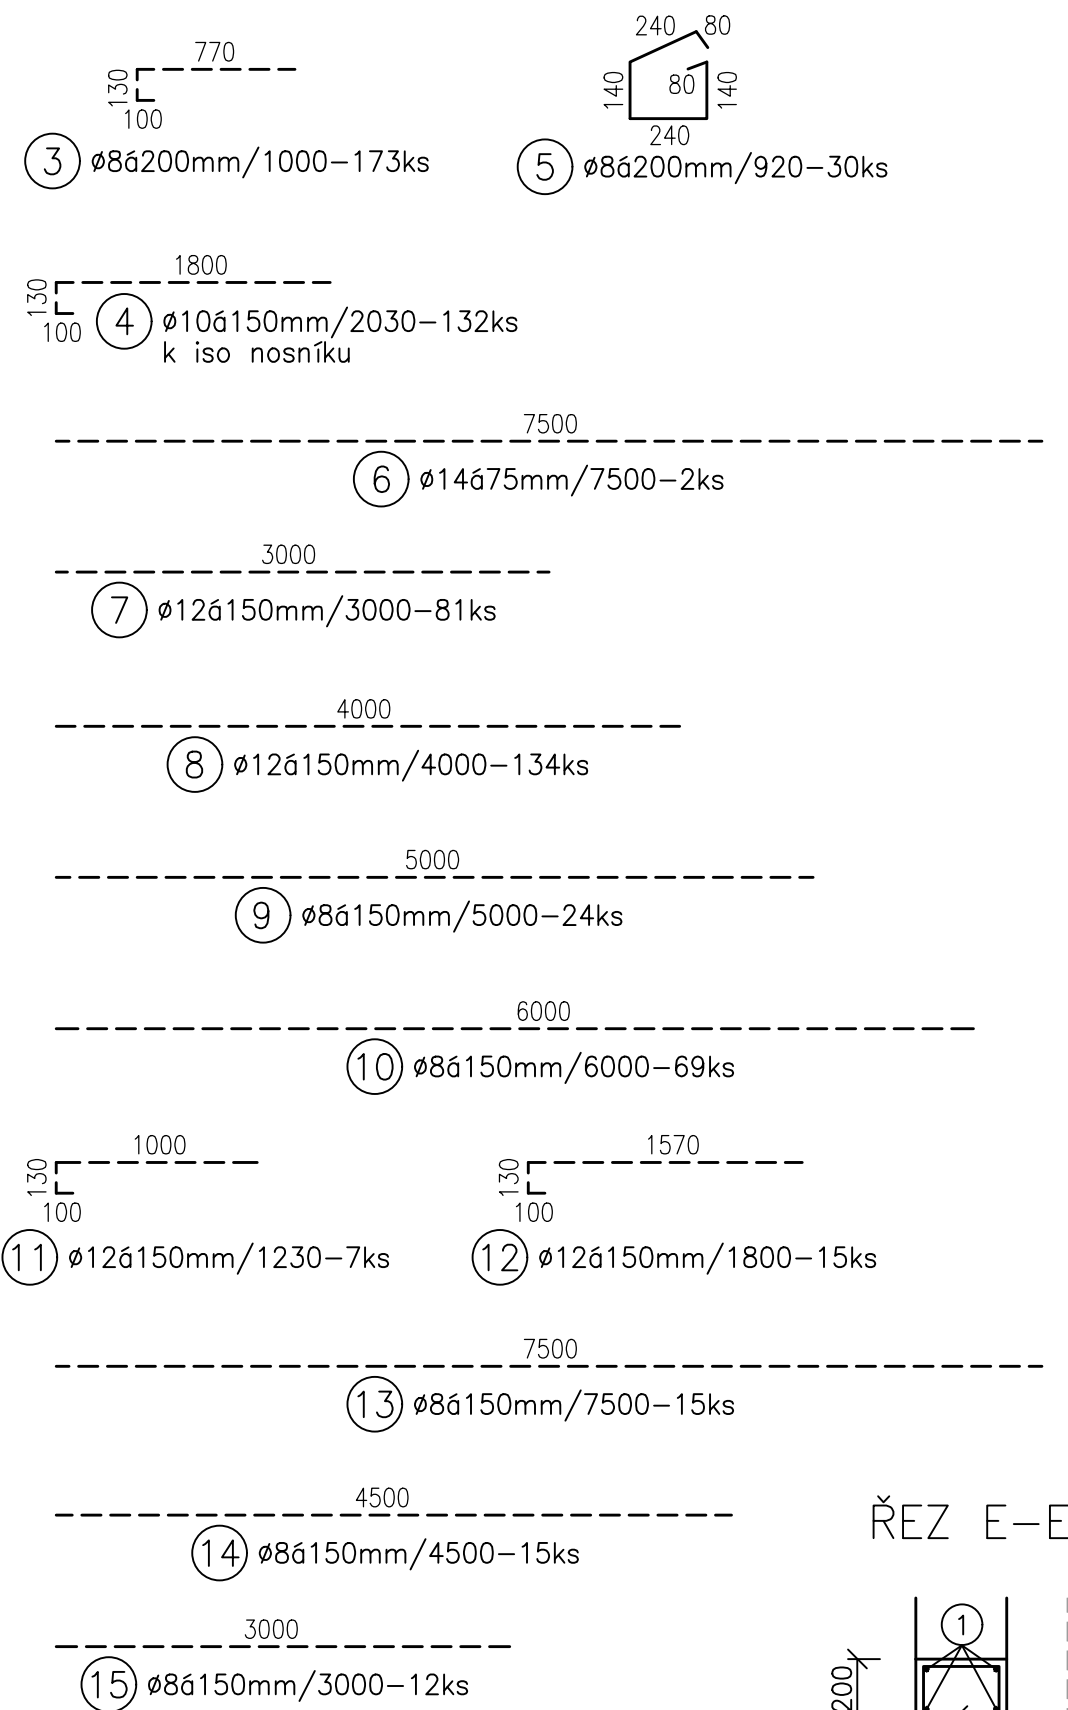 770
130
100
3 ø8á200mm/1000-173ks
240 80
140 80 140
240
5 ø8á200mm/920-30ks
1800
130
100
4 ø10á150mm/2030-132ks
k iso nosníku
7500
6 ø14á75mm/7500-2ks
3000
7 ø12á150mm/3000-81ks
4000
8 ø12á150mm/4000-134ks
5000
9 ø8á150mm/5000-24ks
6000
10 ø8á150mm/6000-69ks
1000
130
100
11 ø12á150mm/1230-7ks
1570
130
100
12 ø12á150mm/1800-15ks
7500
13 ø8á150mm/7500-15ks
4500
14 ø8á150mm/4500-15ks
3000
15 ø8á150mm/3000-12ks
ŘEZ E-E
1
200